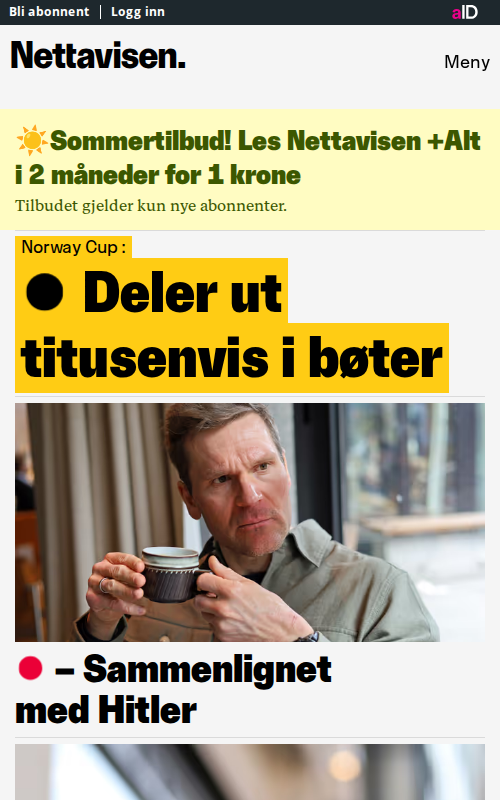 Bli abonnent | Logg inn
aID
Nettavisen.
Meny
☀️Sommertilbud! Les Nettavisen +Alt
i 2 måneder for 1 krone
Tilbudet gjelder kun nye abonnenter.
Norway Cup :
● Deler ut
titusenvis i bøter
– Sammenlignet
med Hitler